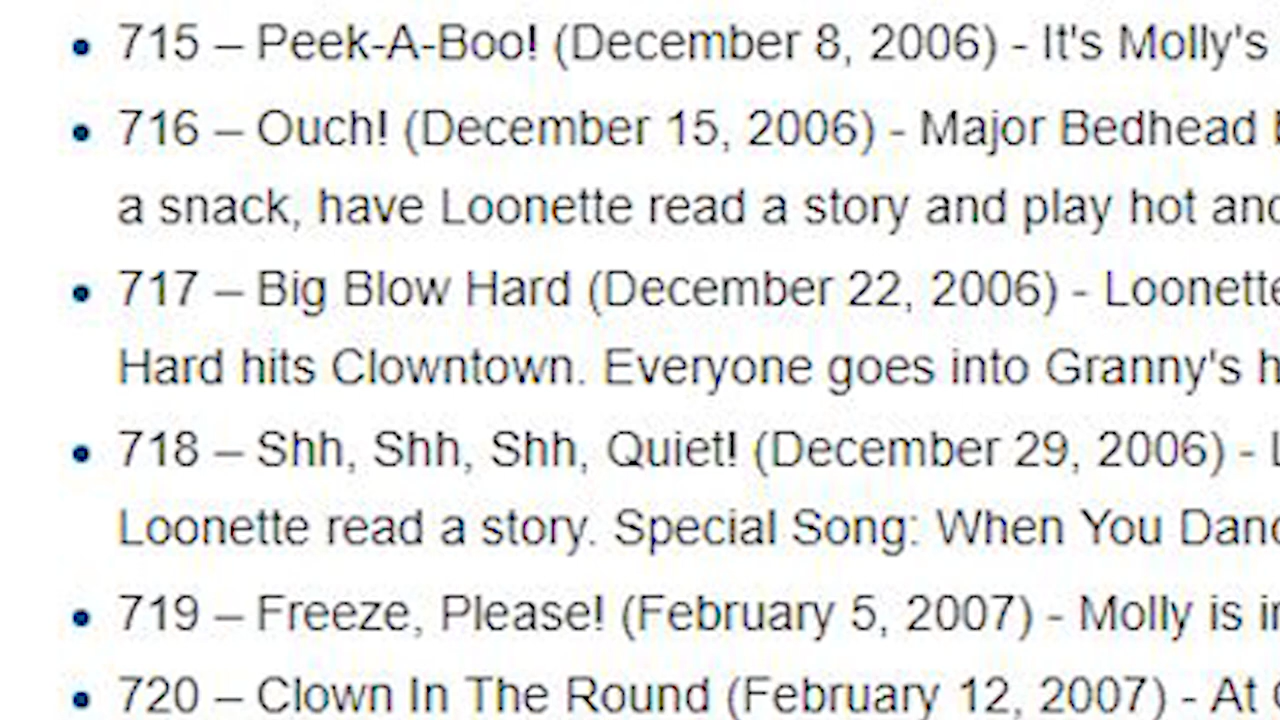 715 – Peek-A-Boo! (December 8, 2006) - It's Molly's
716 – Ouch! (December 15, 2006) - Major Bedhead
a snack, have Loonette read a story and play hot and
717 – Big Blow Hard (December 22, 2006) - Loonette
Hard hits Clowntown. Everyone goes into Granny's
718 – Shh, Shh, Shh, Quiet! (December 29, 2006) -
Loonette read a story. Special Song: When You
719 – Freeze, Please! (February 5, 2007) - Molly is
720 – Clown In The Round (February 12, 2007) - At